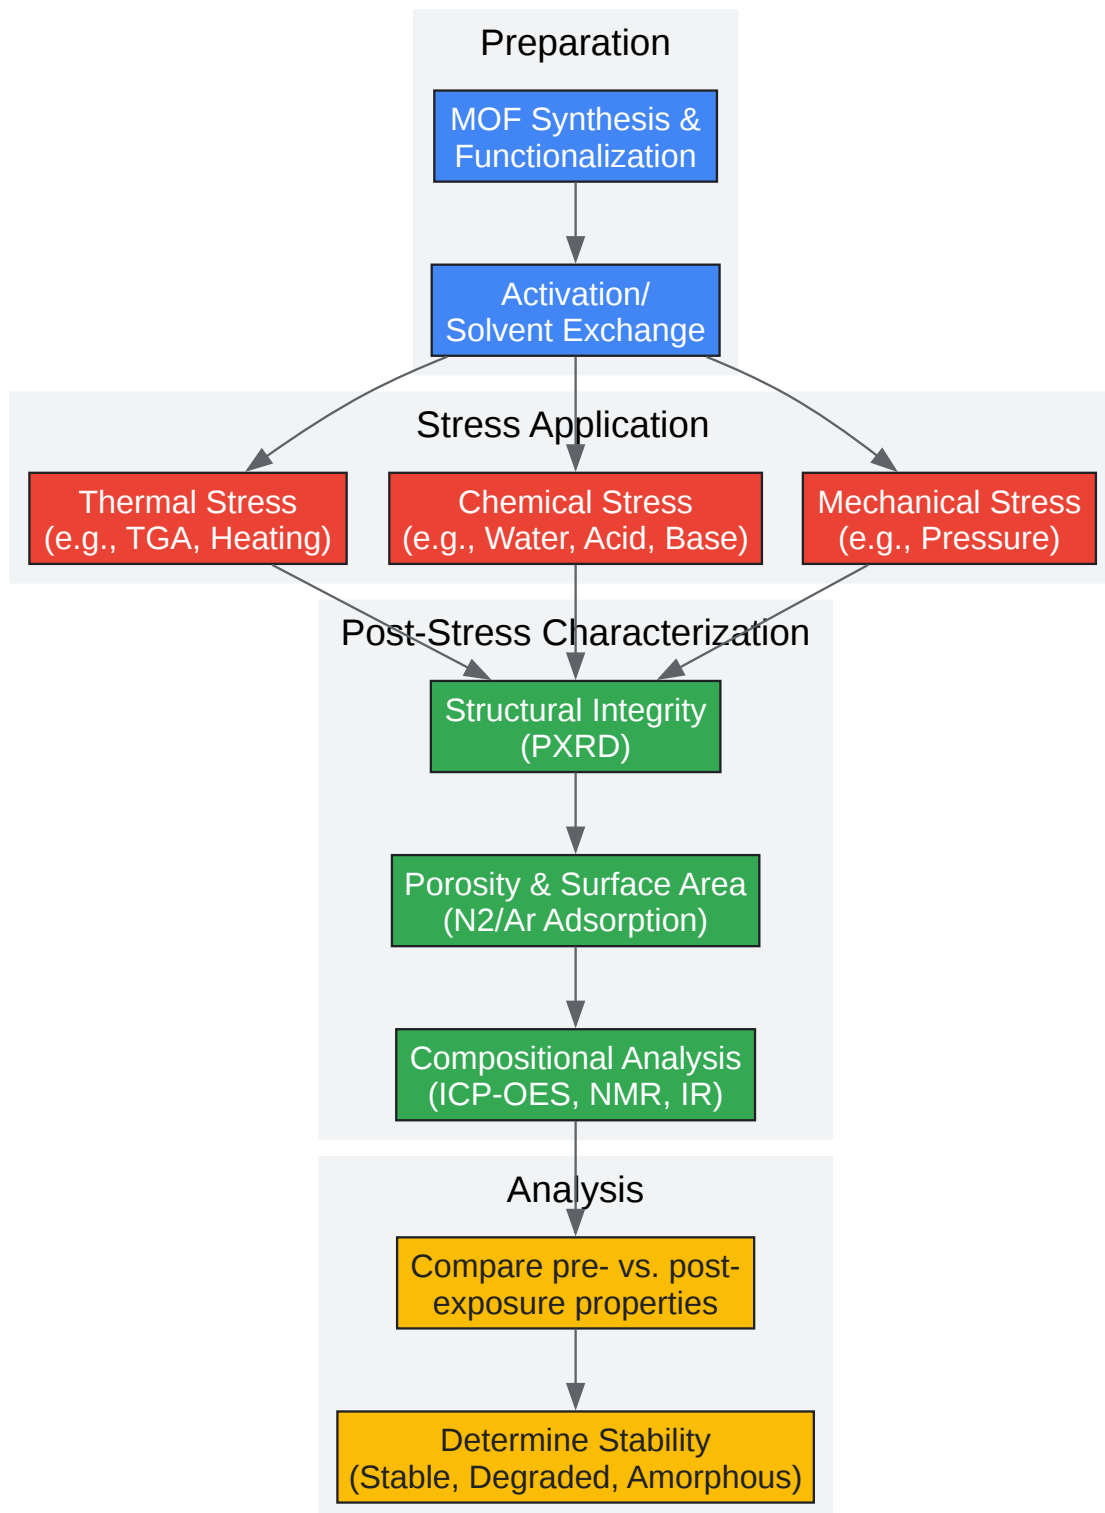 Preparation
MOF Synthesis &
Functionalization
Activation/
Solvent Exchange
Stress Application
Thermal Stress
(e.g., TGA, Heating)
Chemical Stress
(e.g., Water, Acid, Base)
Mechanical Stress
(e.g., Pressure)
Post-Stress Characterization
Structural Integrity
(PXRD)
Porosity & Surface Area
(N2/Ar Adsorption)
Compositional Analysis
(ICP-OES, NMR, IR)
Analysis
Compare pre- vs. post-
exposure properties
Determine Stability
(Stable, Degraded, Amorphous)